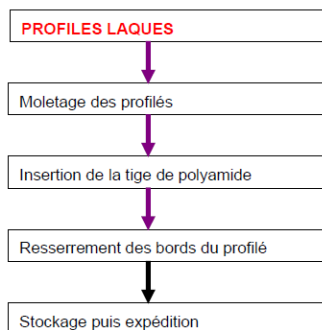 PROFILES LAQUES
Moletage des profilés
Insertion de la tige de polyamide
Resserrement des bords du profilé
Stockage puis expédition